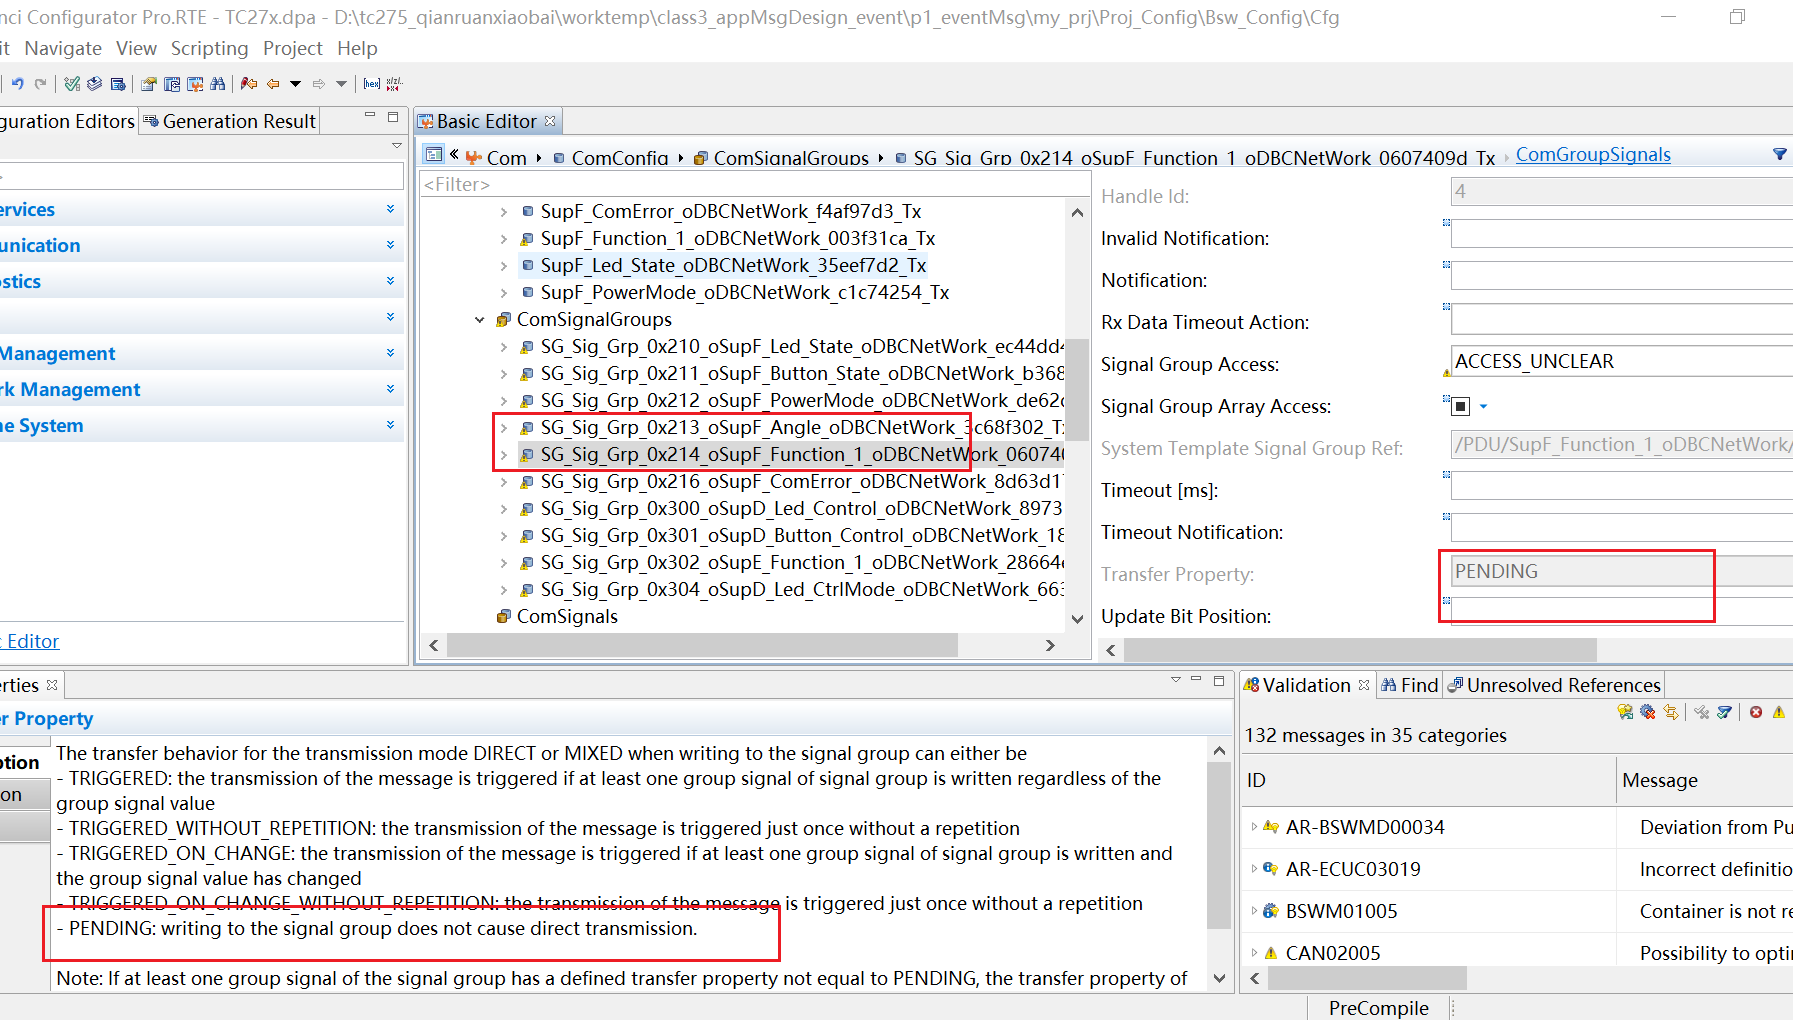 nci Configurator Pro.RTE - TC27x.dpa - D:\tc275_qianruanxiaobai\worktemp\class3_appMsgDesign_event\p1_eventMsg\my_prj\Proj_Config\Bsw_Config\Cfg
it Navigate View Scripting Project Help
guration Editors
Generation Result
ervices
unication
ostics
Management
rk Management
ne System
c Editor
Basic Editor
Com ComConfig ComSignalGroups SG_Sig_Grp_0x214_oSupF_Function_1_oDBCNetWork_0607409d_Tx ComGroupSignals
<Filter>
SupF_ComError_oDBCNetWork_f4af97d3_Tx
SupF_Function_1_oDBCNetWork_003f31ca_Tx
SupF_Led_State_oDBCNetWork_35eef7d2_Tx
SupF_PowerMode_oDBCNetWork_c1c74254_Tx
ComSignalGroups
SG_Sig_Grp_0x210_oSupF_Led_State_oDBCNetWork_ec44dd4
SG_Sig_Grp_0x211_oSupF_Button_State_oDBCNetWork_b368
SG_Sig_Grp_0x212_oSupF_PowerMode_oDBCNetWork_de62c
SG_Sig_Grp_0x213_oSupF_Angle_oDBCNetWork_3c68f302_Tx
SG_Sig_Grp_0x214_oSupF_Function_1_oDBCNetWork_060740
SG_Sig_Grp_0x216_oSupF_ComError_oDBCNetWork_8d63d17
SG_Sig_Grp_0x300_oSupD_Led_Control_oDBCNetWork_8973
SG_Sig_Grp_0x301_oSupD_Button_Control_oDBCNetWork_18
SG_Sig_Grp_0x302_oSupE_Function_1_oDBCNetWork_28664e
SG_Sig_Grp_0x304_oSupD_Led_CtrlMode_oDBCNetWork_663
ComSignals
Handle Id: 4
Invalid Notification:
Notification:
Rx Data Timeout Action:
Signal Group Access: ACCESS_UNCLEAR
Signal Group Array Access:
System Template Signal Group Ref: /PDU/SupF_Function_1_oDBCNetWork/
Timeout [ms]:
Timeout Notification:
Transfer Property: PENDING
Update Bit Position:
erties
er Property
ption
on
The transfer behavior for the transmission mode DIRECT or MIXED when writing to the signal group can either be
- TRIGGERED: the transmission of the message is triggered if at least one group signal of signal group is written regardless of the
group signal value
- TRIGGERED_WITHOUT_REPETITION: the transmission of the message is triggered just once without a repetition
- TRIGGERED_ON_CHANGE: the transmission of the message is triggered if at least one group signal of signal group is written and
the group signal value has changed
- TRIGGERED_ON_CHANGE_WITHOUT_REPETITION: the transmission of the message is triggered just once without a repetition
- PENDING: writing to the signal group does not cause direct transmission.
Note: If at least one group signal of the signal group has a defined transfer property not equal to PENDING, the transfer property of
Validation Find Unresolved References
132 messages in 35 categories
ID Message
AR-BSWMD00034 Deviation from Pu
AR-ECUC03019 Incorrect definitio
BSWM01005 Container is not re
CAN02005 Possibility to opti
PreCompile